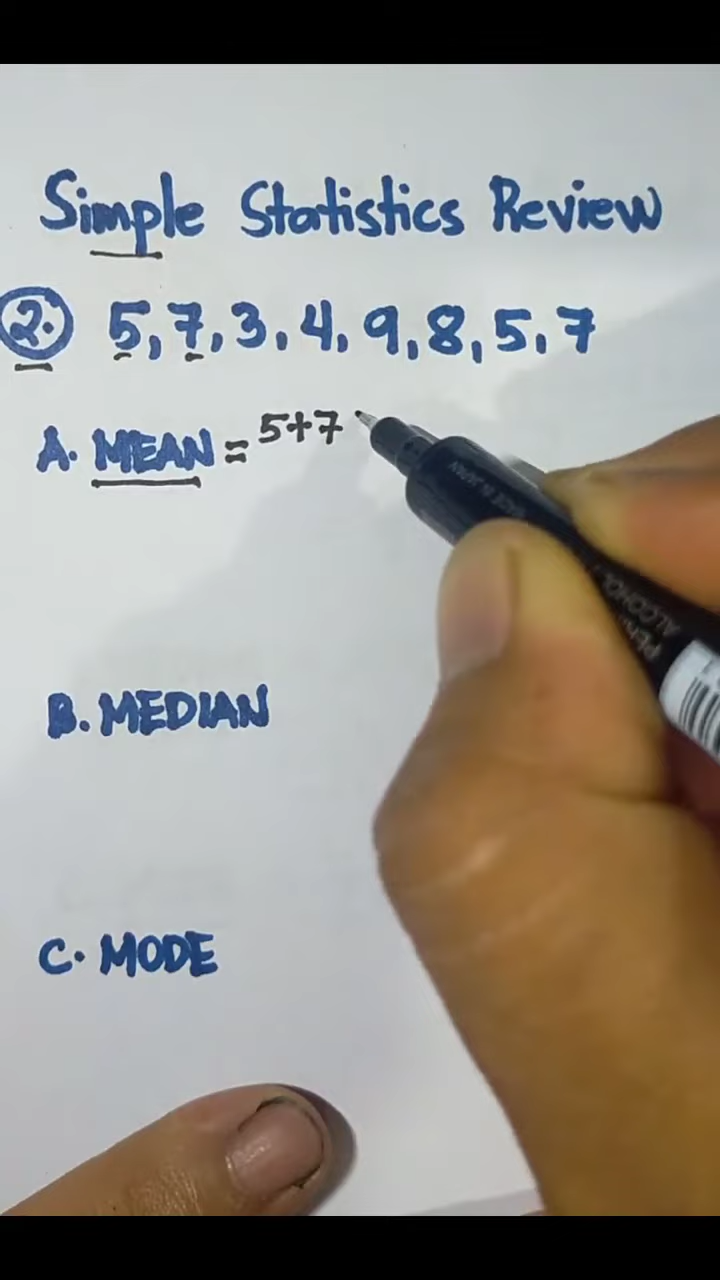 Simple Statistics Review
2. 5, 7, 3, 4, 9, 8, 5, 7
A. MEAN = 5+7
B. MEDIAN
C. MODE